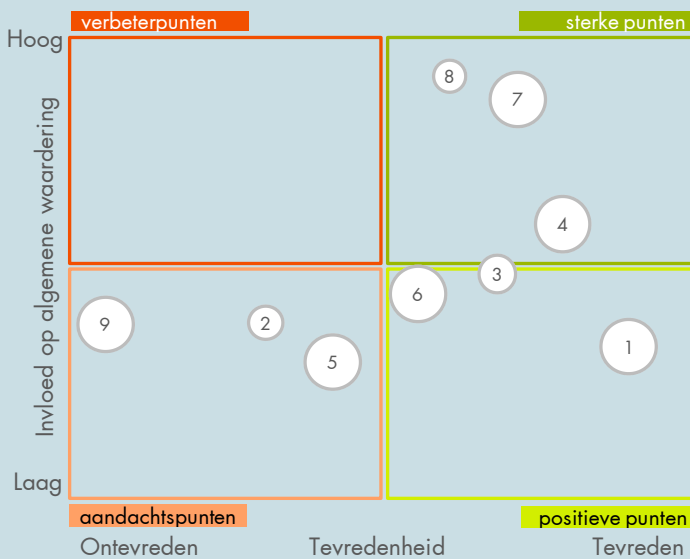 verbeterpunten
sterke punten
Hoog
8
7
4
Invloed op algemene waardering
3
6
9
2
5
1
Laag
aandachtspunten
positieve punten
Ontevreden
Tevredenheid
Tevreden